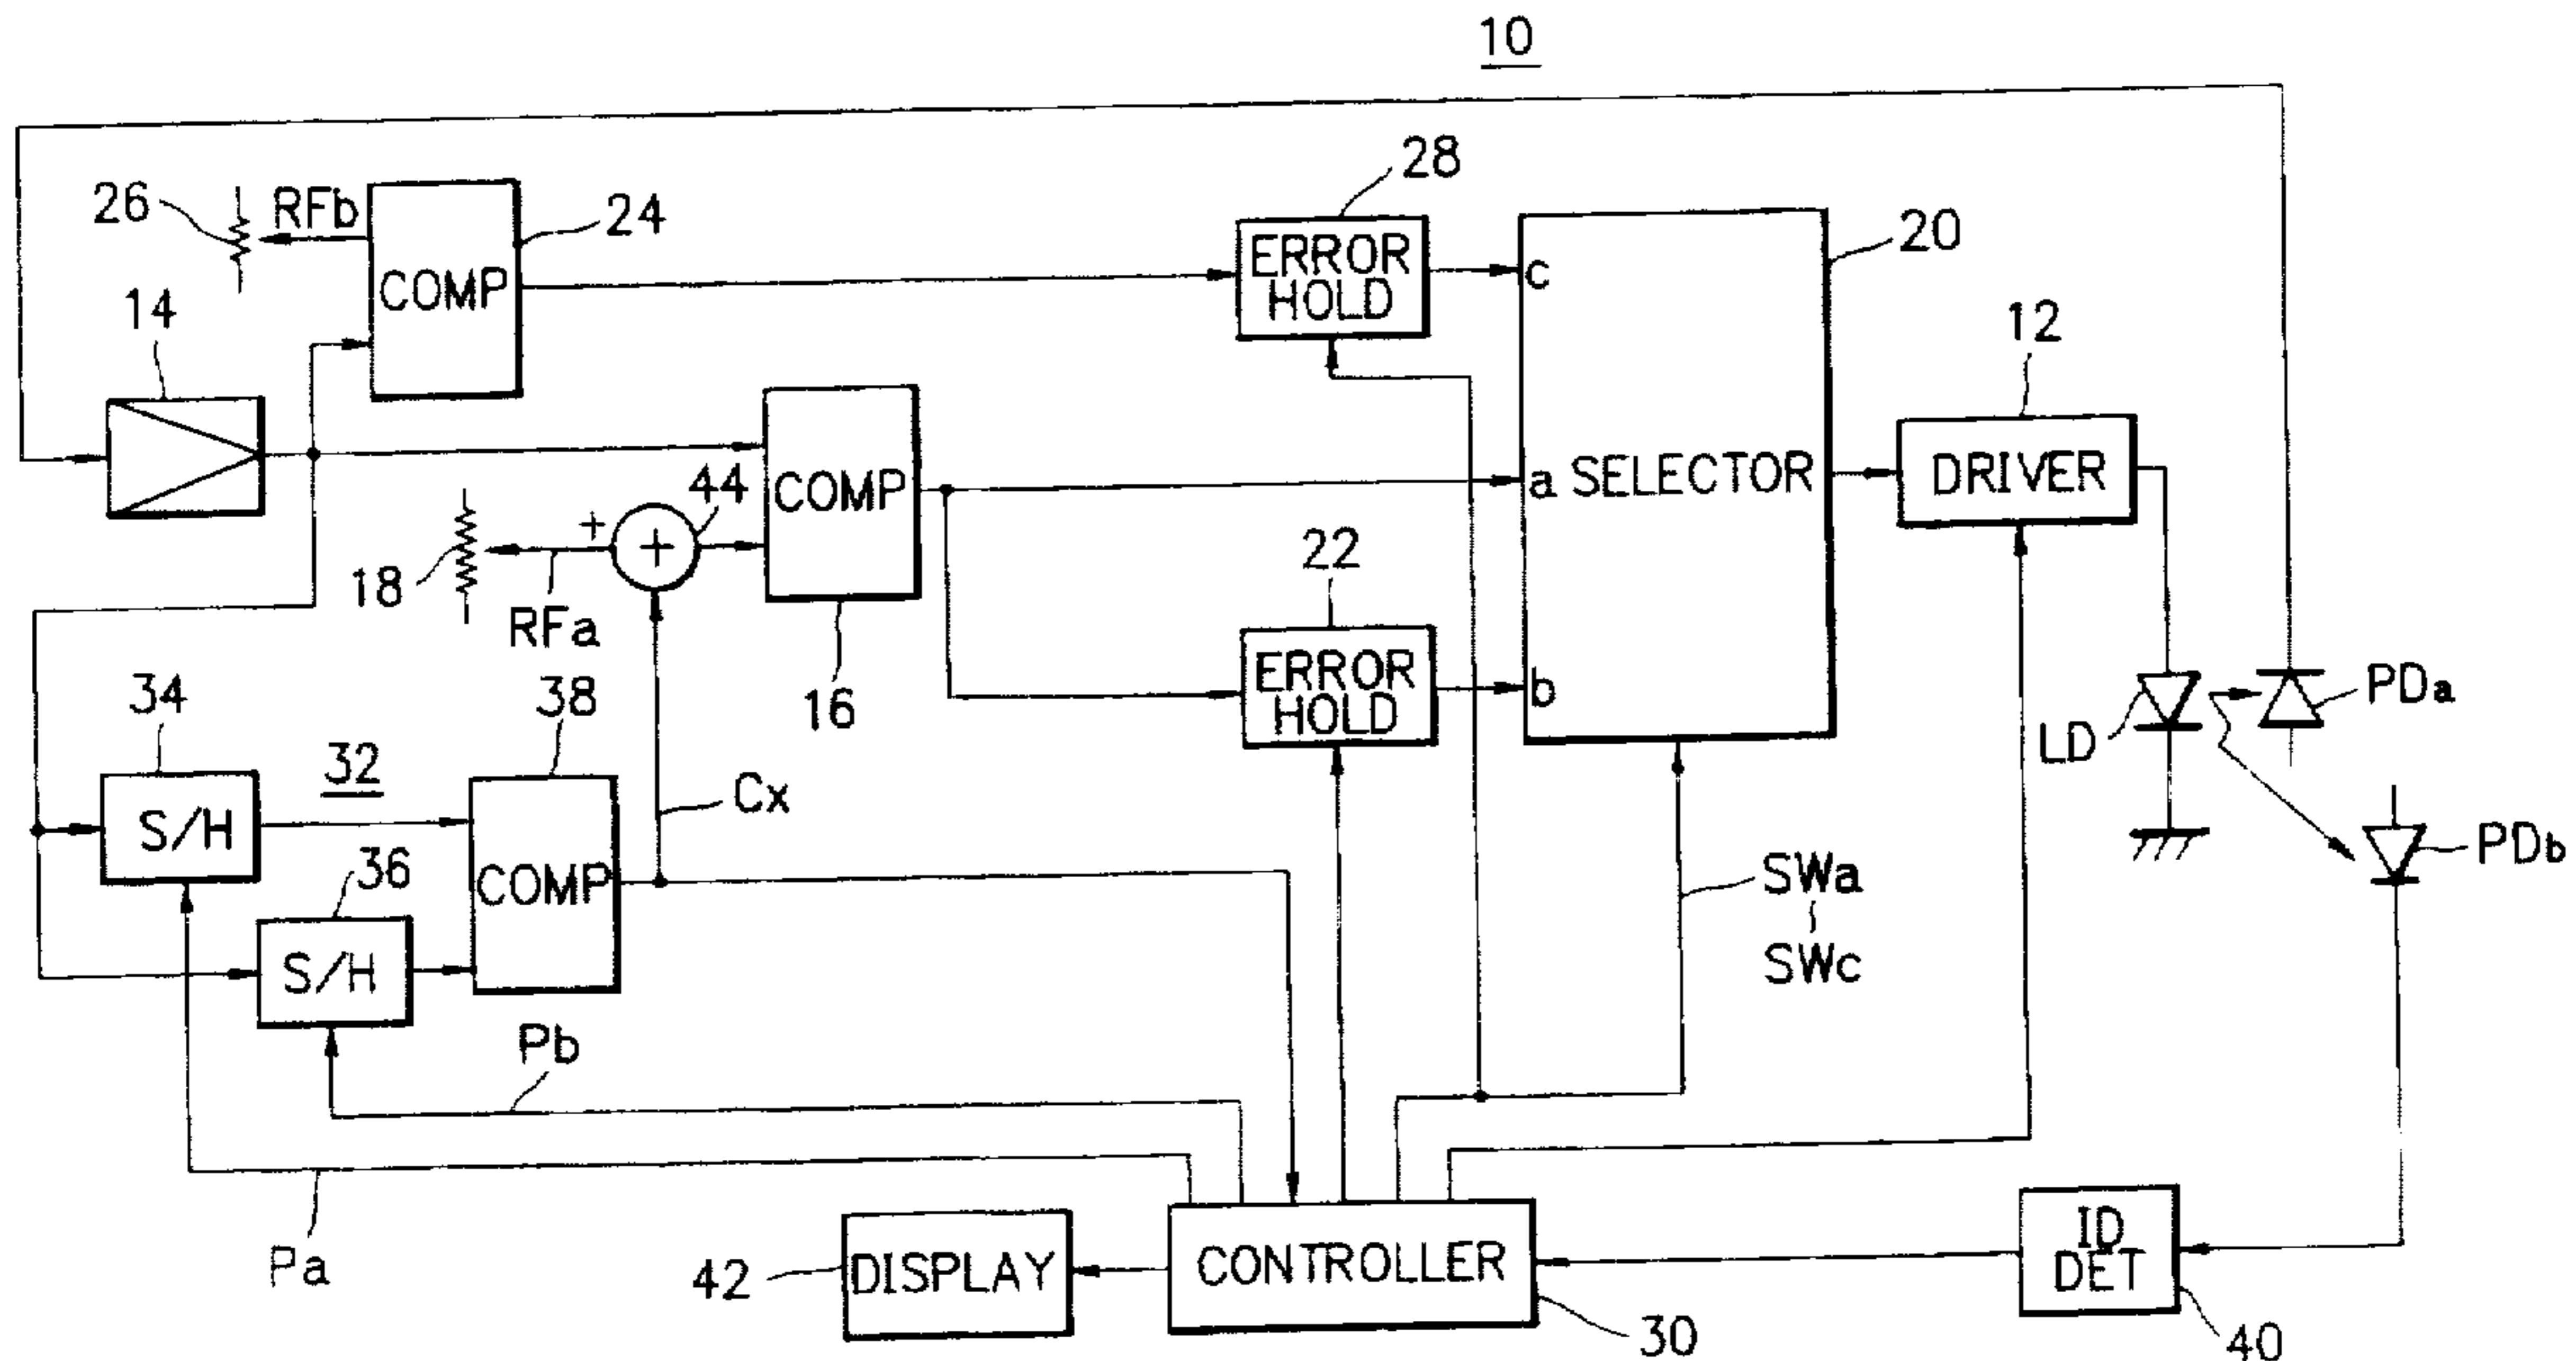 10
28
26
RFb
24
20
COMP
ERROR
HOLD
c
14
12
44
COMP
a
SELECTOR
DRIVER
+
+
18
22
RFa
ERROR
HOLD
b
16
34
38
PDa
LD
32
Cx
S/H
COMP
36
SWa
SWc
PDb
S/H
Pb
ID
DET
Pa
42
DISPLAY
CONTROLLER
30
40